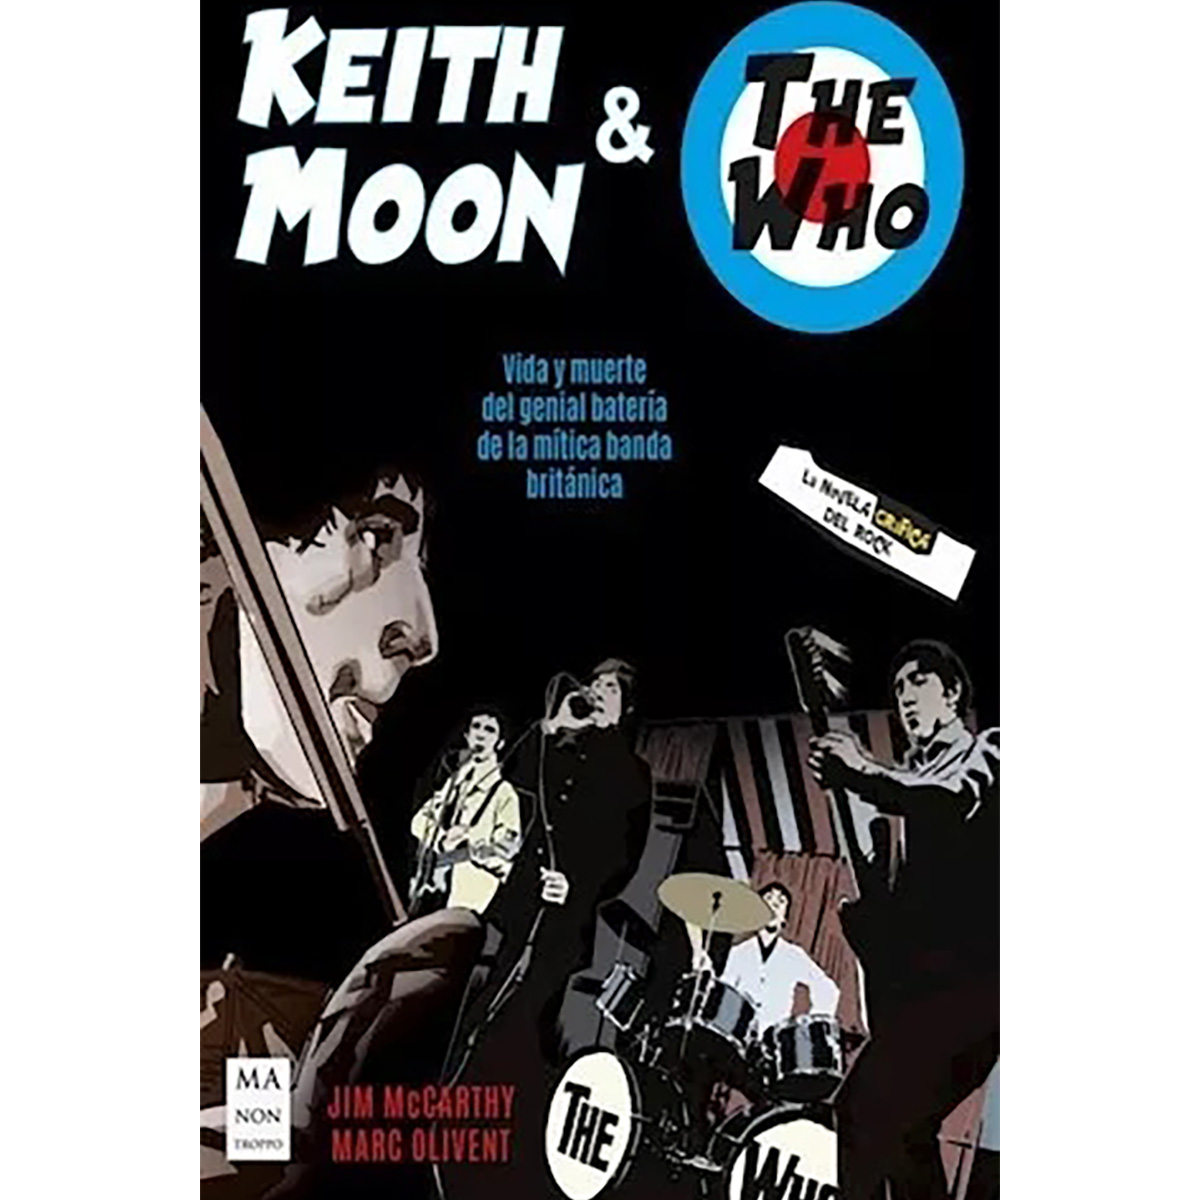 KEITH
MOON
&
THE
WHO
Vida y muerte
del genial batería
de la mítica banda
británica
LA NOVELA GRÁFICA
DEL ROCK
MA
NON
TROPPO
JIM McCARTHY
MARC OLIVENT
THE
WHO